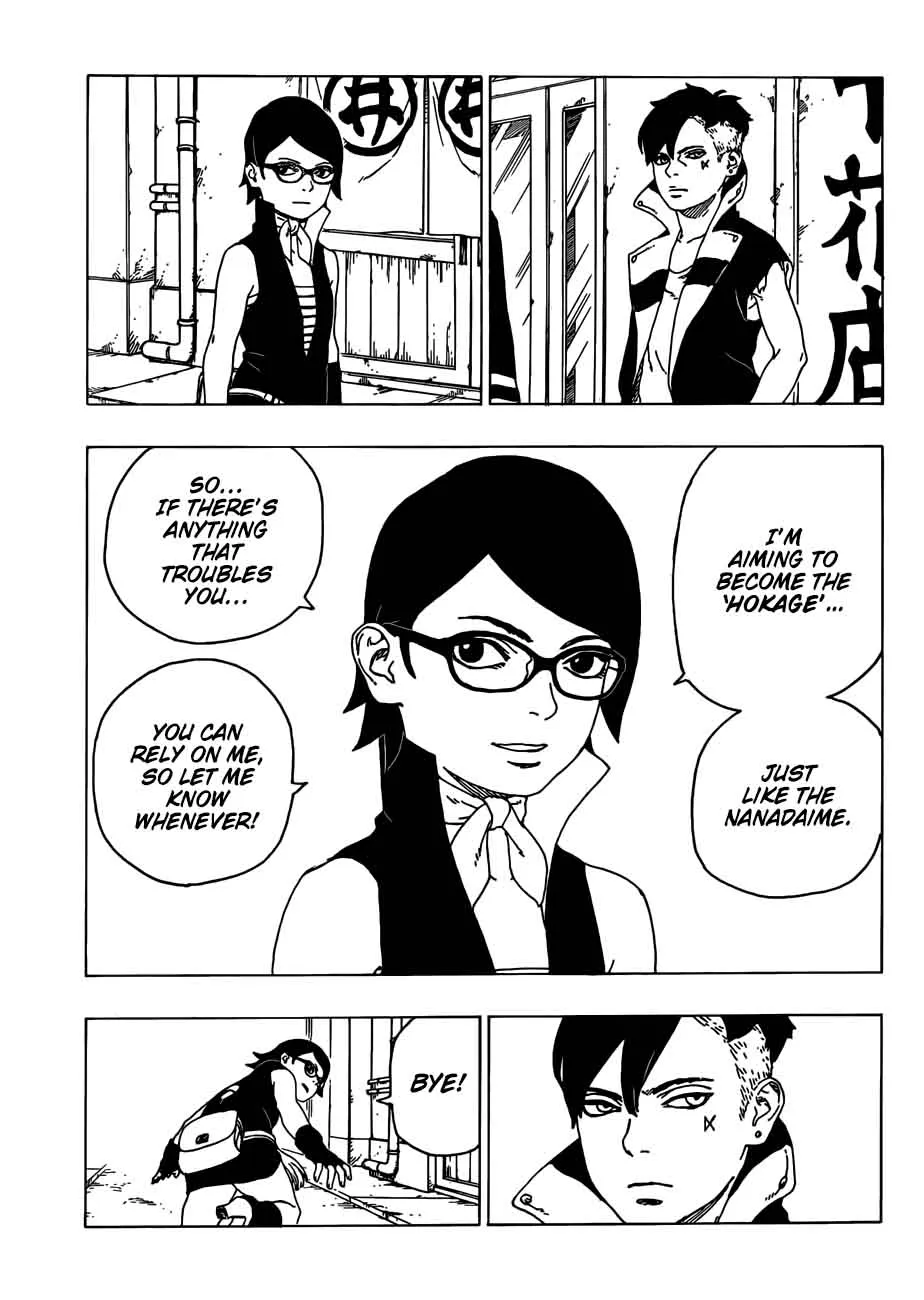 井
花
店
I'M
AIMING TO
BECOME THE
'HOKAGE'...
JUST
LIKE THE
NANADAIME.
SO...
IF THERE'S
ANYTHING
THAT
TROUBLES
YOU...
YOU CAN
RELY ON ME,
SO LET ME
KNOW
WHENEVER!
BYE!